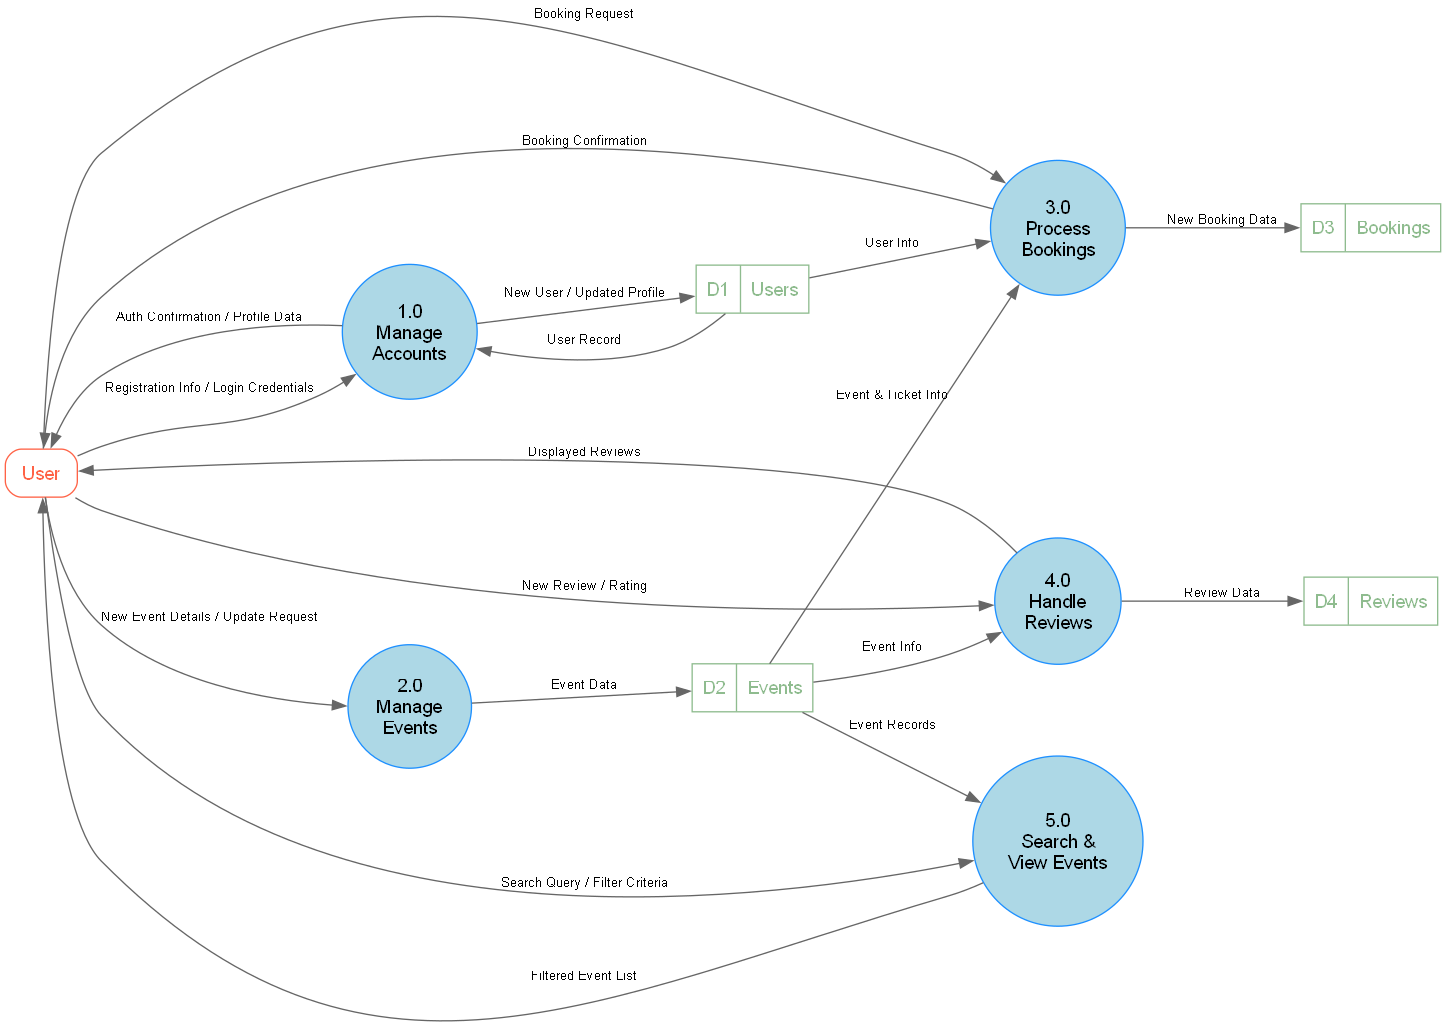 Booking Request
Booking Confirmation
3.0
Process
Bookings
New Booking Data
D3 Bookings
User Info
D1 Users
New User / Updated Profile
User Record
1.0
Manage
Accounts
Auth Confirmation / Profile Data
Registration Info / Login Credentials
Event & Ticket Info
Displayed Reviews
User
4.0
Handle
Reviews
Review Data
D4 Reviews
New Review / Rating
New Event Details / Update Request
Event Info
2.0
Manage
Events
Event Data
D2 Events
Event Records
5.0
Search &
View Events
Search Query / Filter Criteria
Filtered Event List